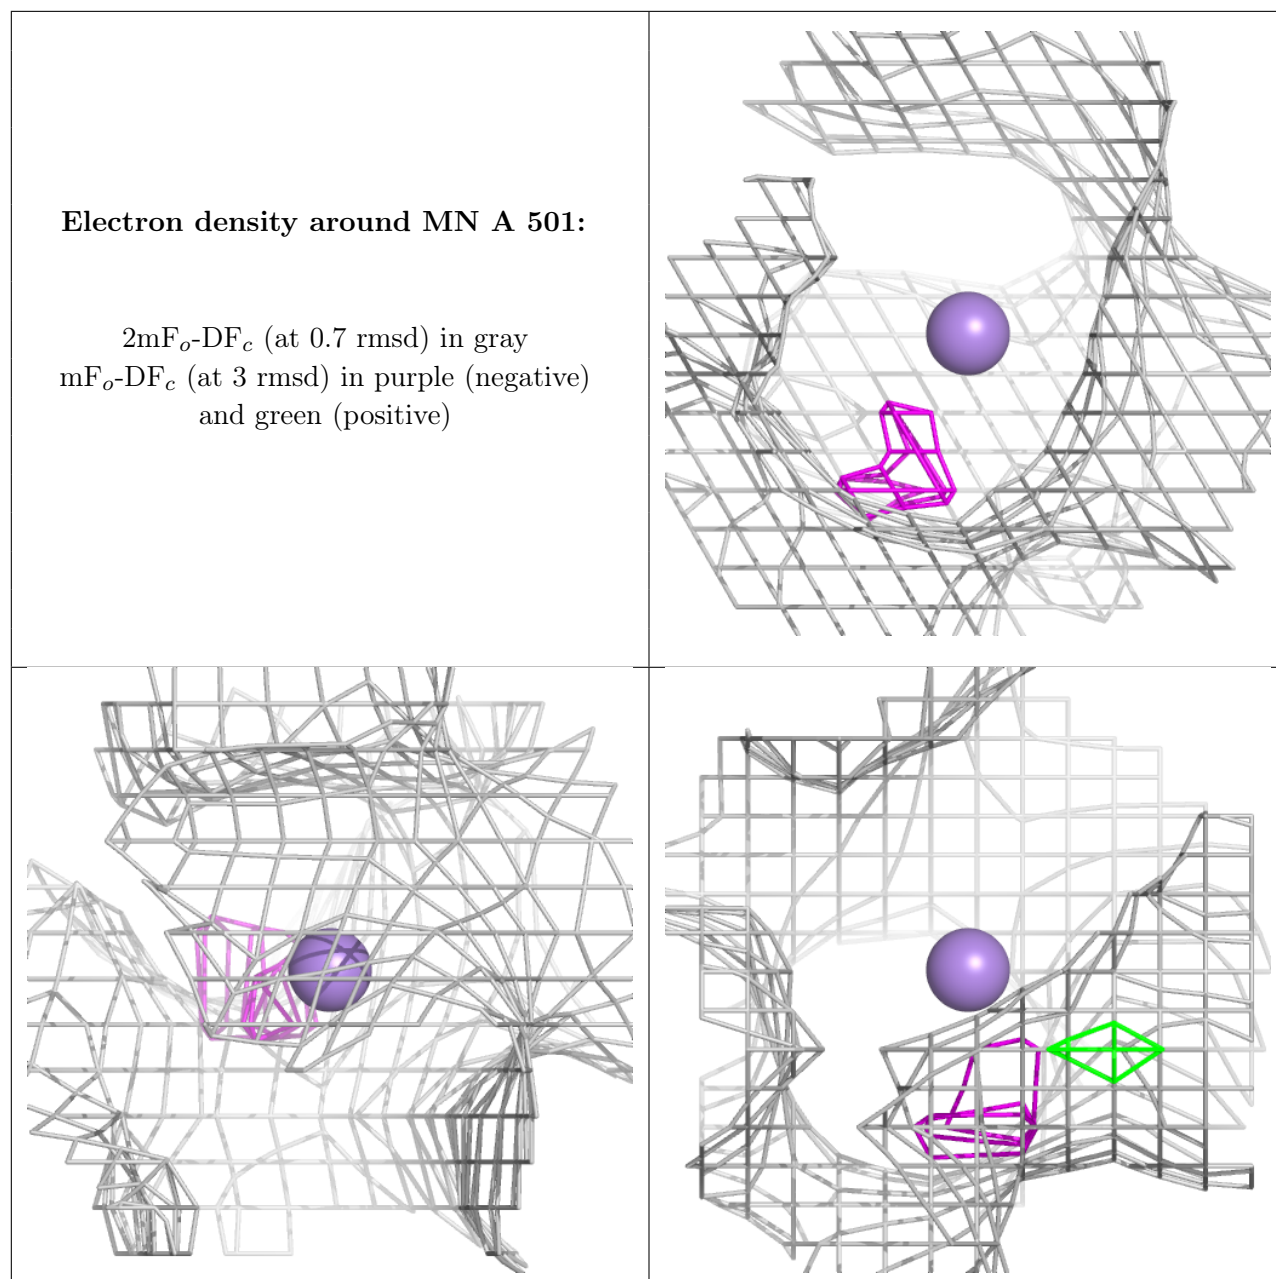 Electron density around MN A 501:
2mFo-DFc (at 0.7 rmsd) in gray
mFo-DFc (at 3 rmsd) in purple (negative)
and green (positive)